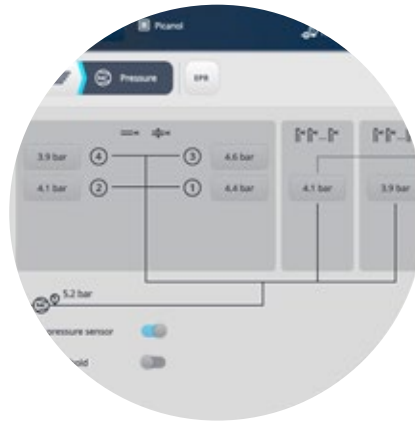 Picanol
Pressure EPR
3.9 bar 4 3 4.6 bar 4.1 bar 3.9 bar
4.1 bar 2 1 4.4 bar
5.2 bar
pressure sensor
oid